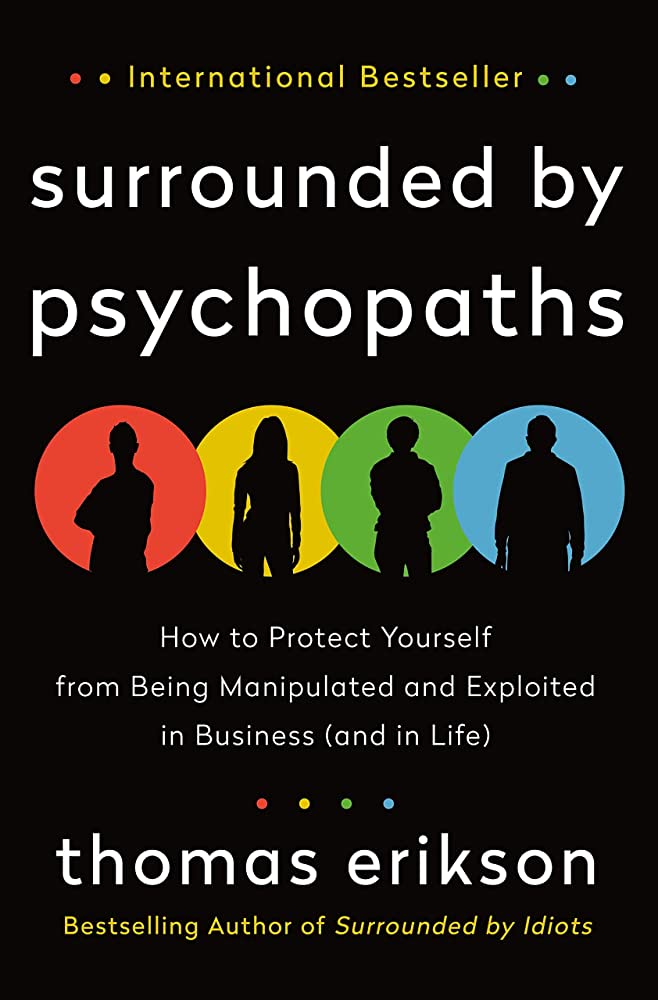 International Bestseller
surrounded by
psychopaths
How to Protect Yourself
from Being Manipulated and Exploited
in Business (and in Life)
thomas erikson
Bestselling Author of Surrounded by Idiots